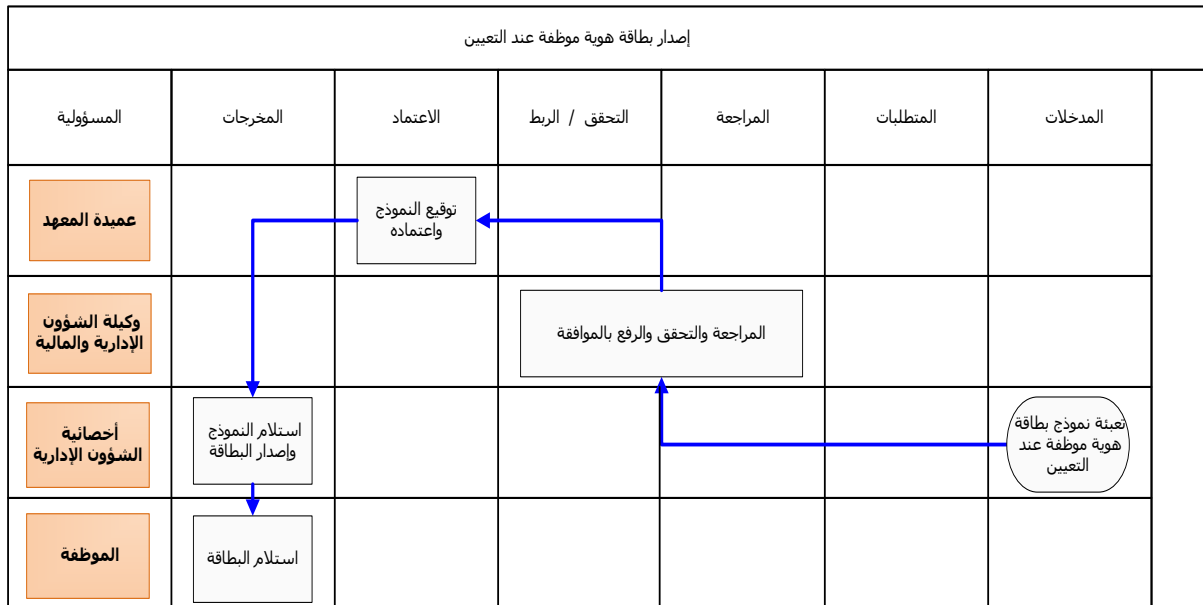 إصدار بطاقة هوية موظفة عند التعيين
المدخلات
المتطلبات
المراجعة
التحقق / الربط
الاعتماد
المخرجات
المسؤولية
توقيع النموذج
واعتماده
عميدة المعهد
المراجعة والتحقق والرفع بالموافقة
وكيلة الشؤون
الإدارية والمالية
تعبئة نموذج بطاقة
هوية موظفة عند
التعيين
استلام النموذج
وإصدار البطاقة
أخصائية
الشؤون الإدارية
استلام البطاقة
الموظفة